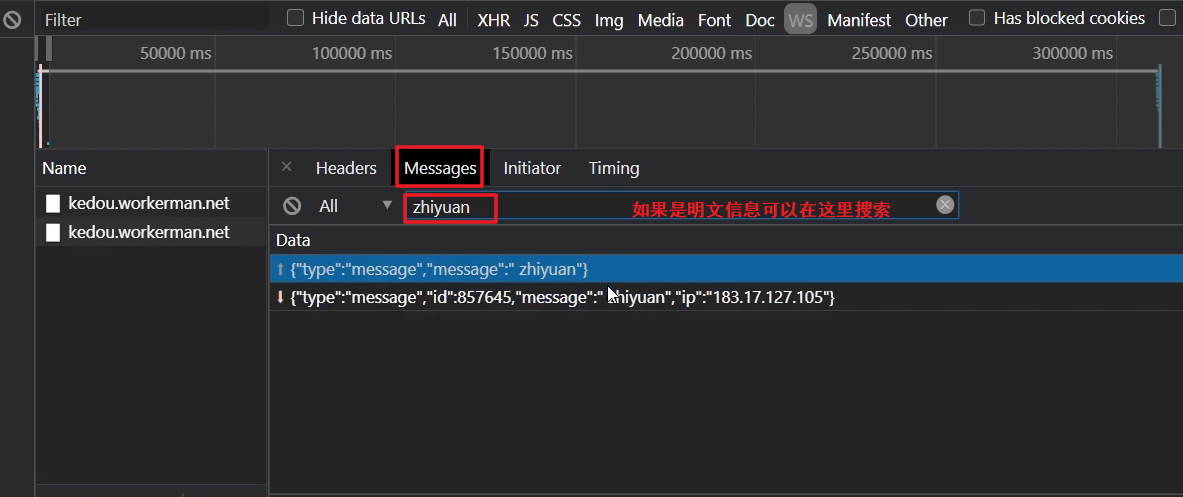 Filter Hide data URLs All XHR JS CSS Img Media Font Doc WS Manifest Other Has blocked cookies
50000 ms 100000 ms 150000 ms 200000 ms 250000 ms 300000 ms
Name × Headers Messages Initiator Timing
kedou.workerman.net
kedou.workerman.net
All zhiyuan 如果是明文信息可以在这里搜索
Data
{"type":"message","message":" zhiyuan"}
{"type":"message","id":857645,"message":" zhiyuan","ip":"183.17.127.105"}